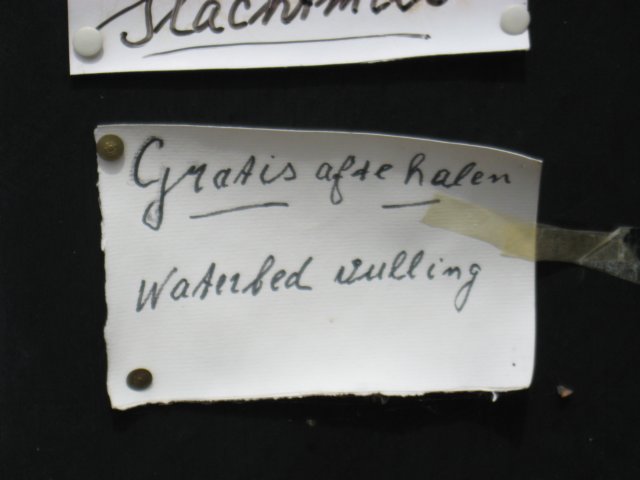 Gratis afte halen
Waterbed vulling